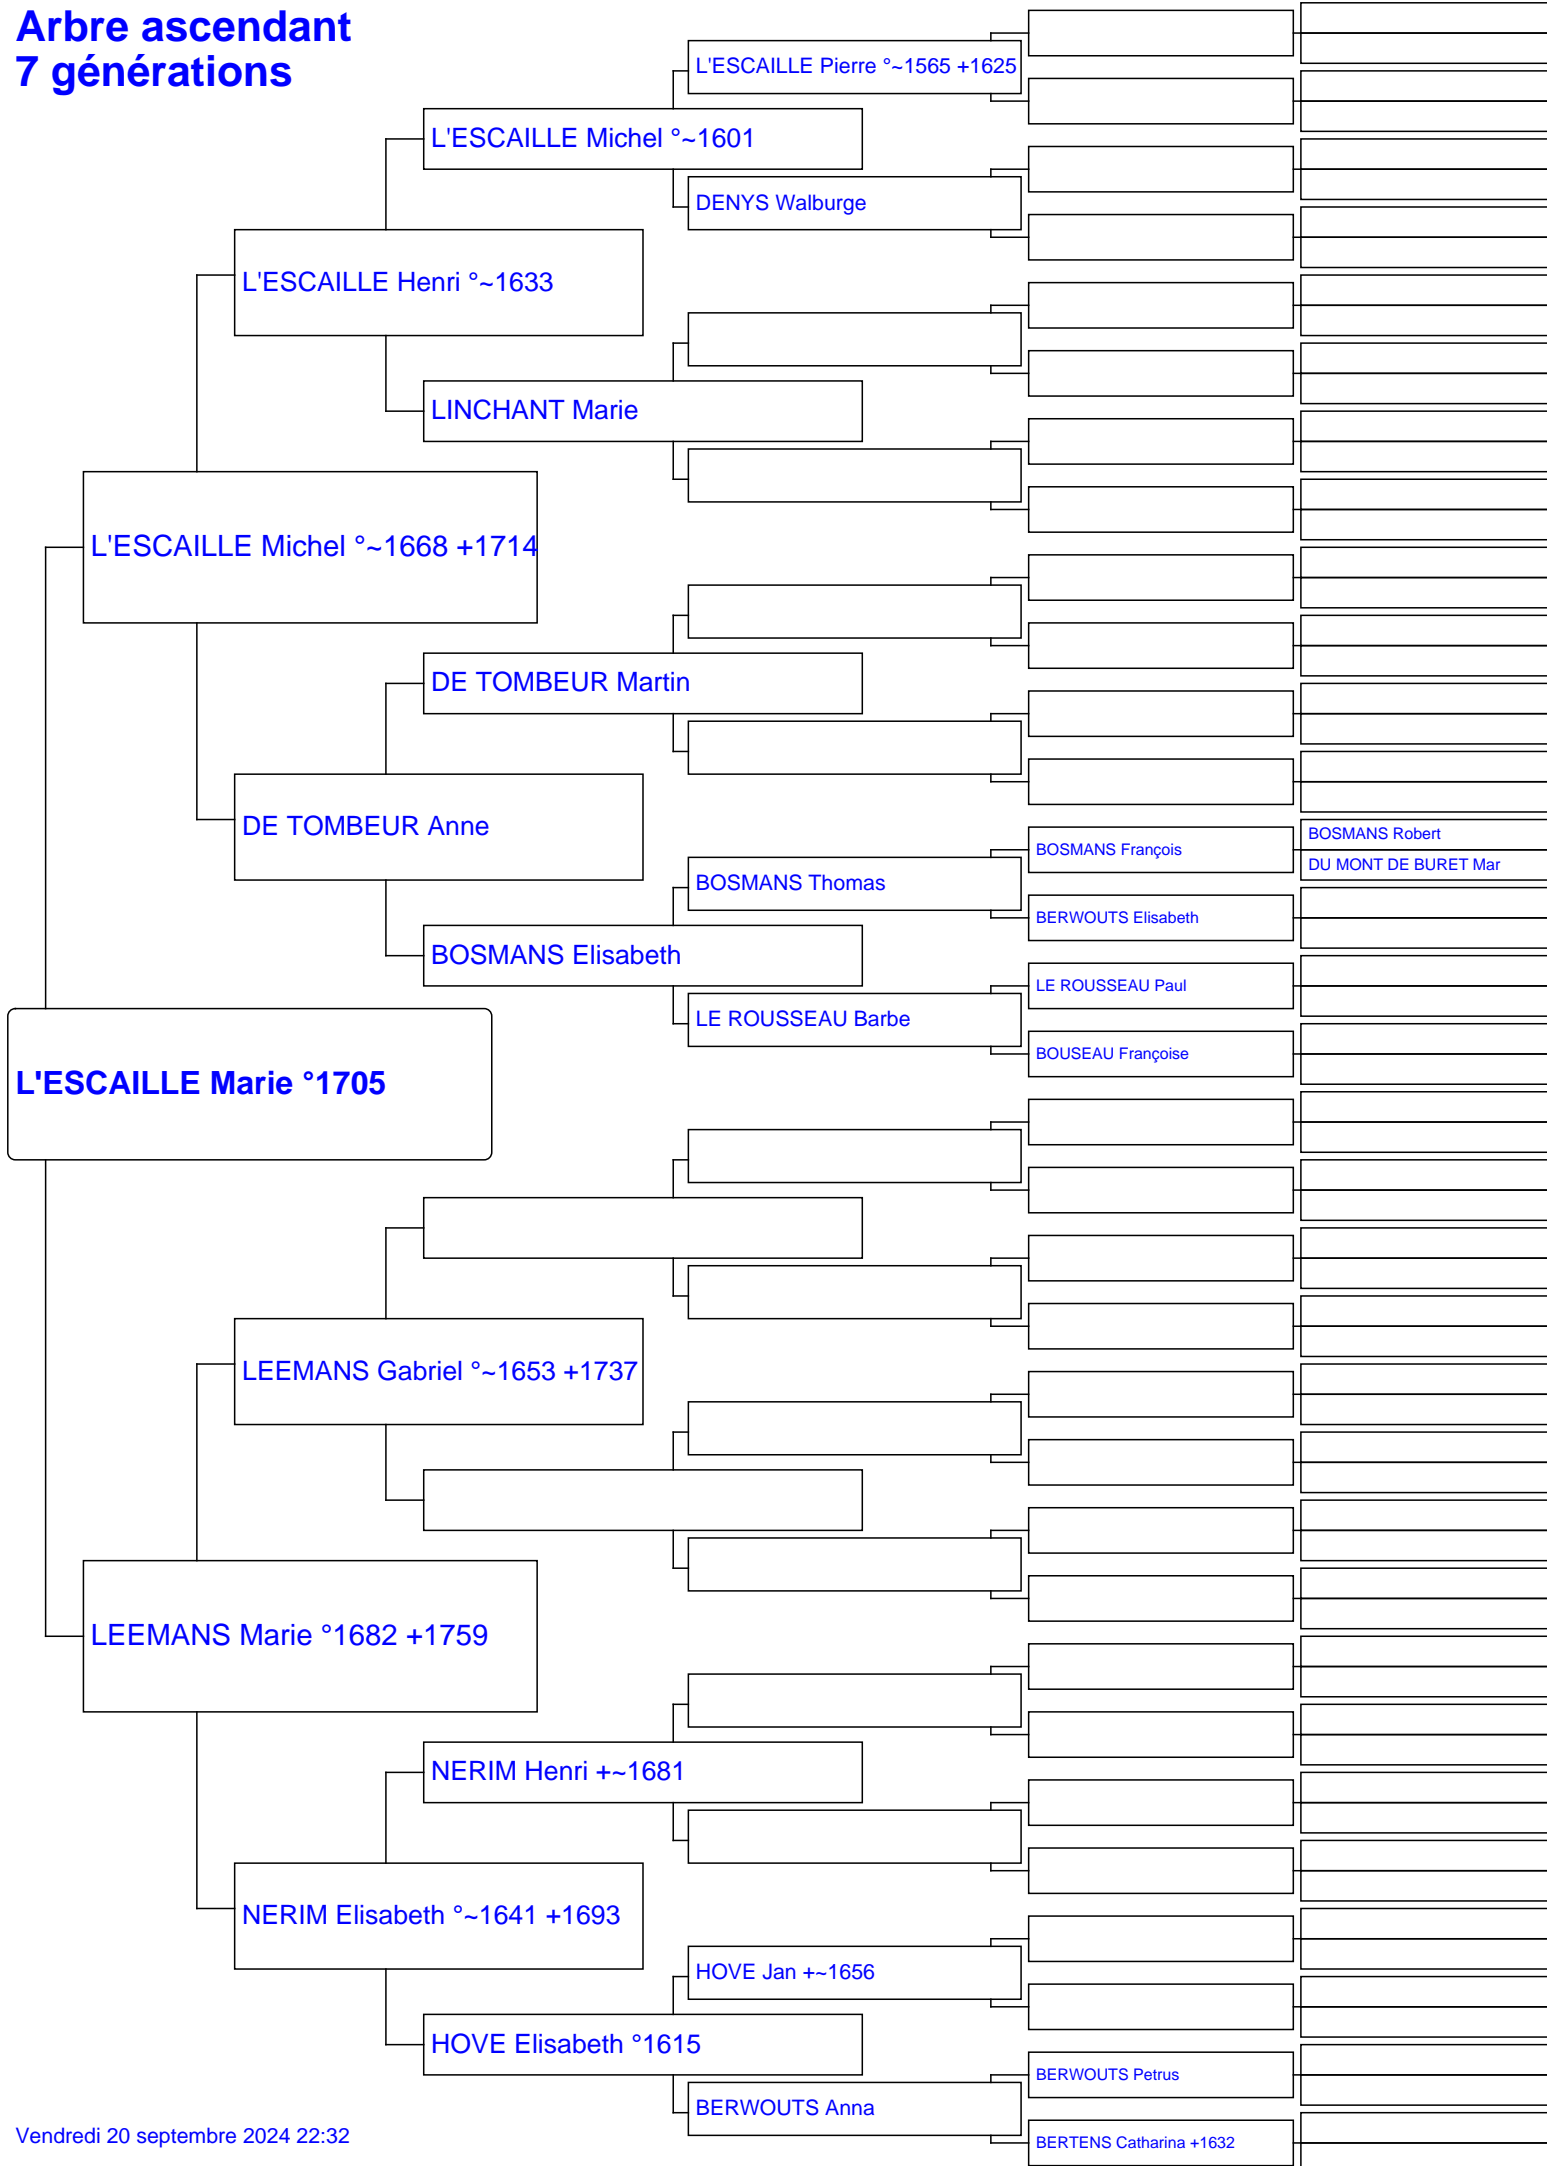 Arbre ascendant
7 générations
L'ESCAILLE Pierre °~1565 +1625
L'ESCAILLE Michel °~1601
DENYS Walburge
L'ESCAILLE Henri °~1633
LINCHANT Marie
L'ESCAILLE Michel °~1668 +1714
DE TOMBEUR Martin
DE TOMBEUR Anne
BOSMANS Robert
BOSMANS François
DU MONT DE BURET Mar
BOSMANS Thomas
BERWOUTS Elisabeth
BOSMANS Elisabeth
LE ROUSSEAU Paul
LE ROUSSEAU Barbe
BOUSEAU Françoise
L'ESCAILLE Marie °1705
LEEMANS Gabriel °~1653 +1737
LEEMANS Marie °1682 +1759
NERIM Henri +~1681
NERIM Elisabeth °~1641 +1693
HOVE Jan +~1656
HOVE Elisabeth °1615
BERWOUTS Petrus
BERWOUTS Anna
BERTENS Catharina +1632
Vendredi 20 septembre 2024 22:32